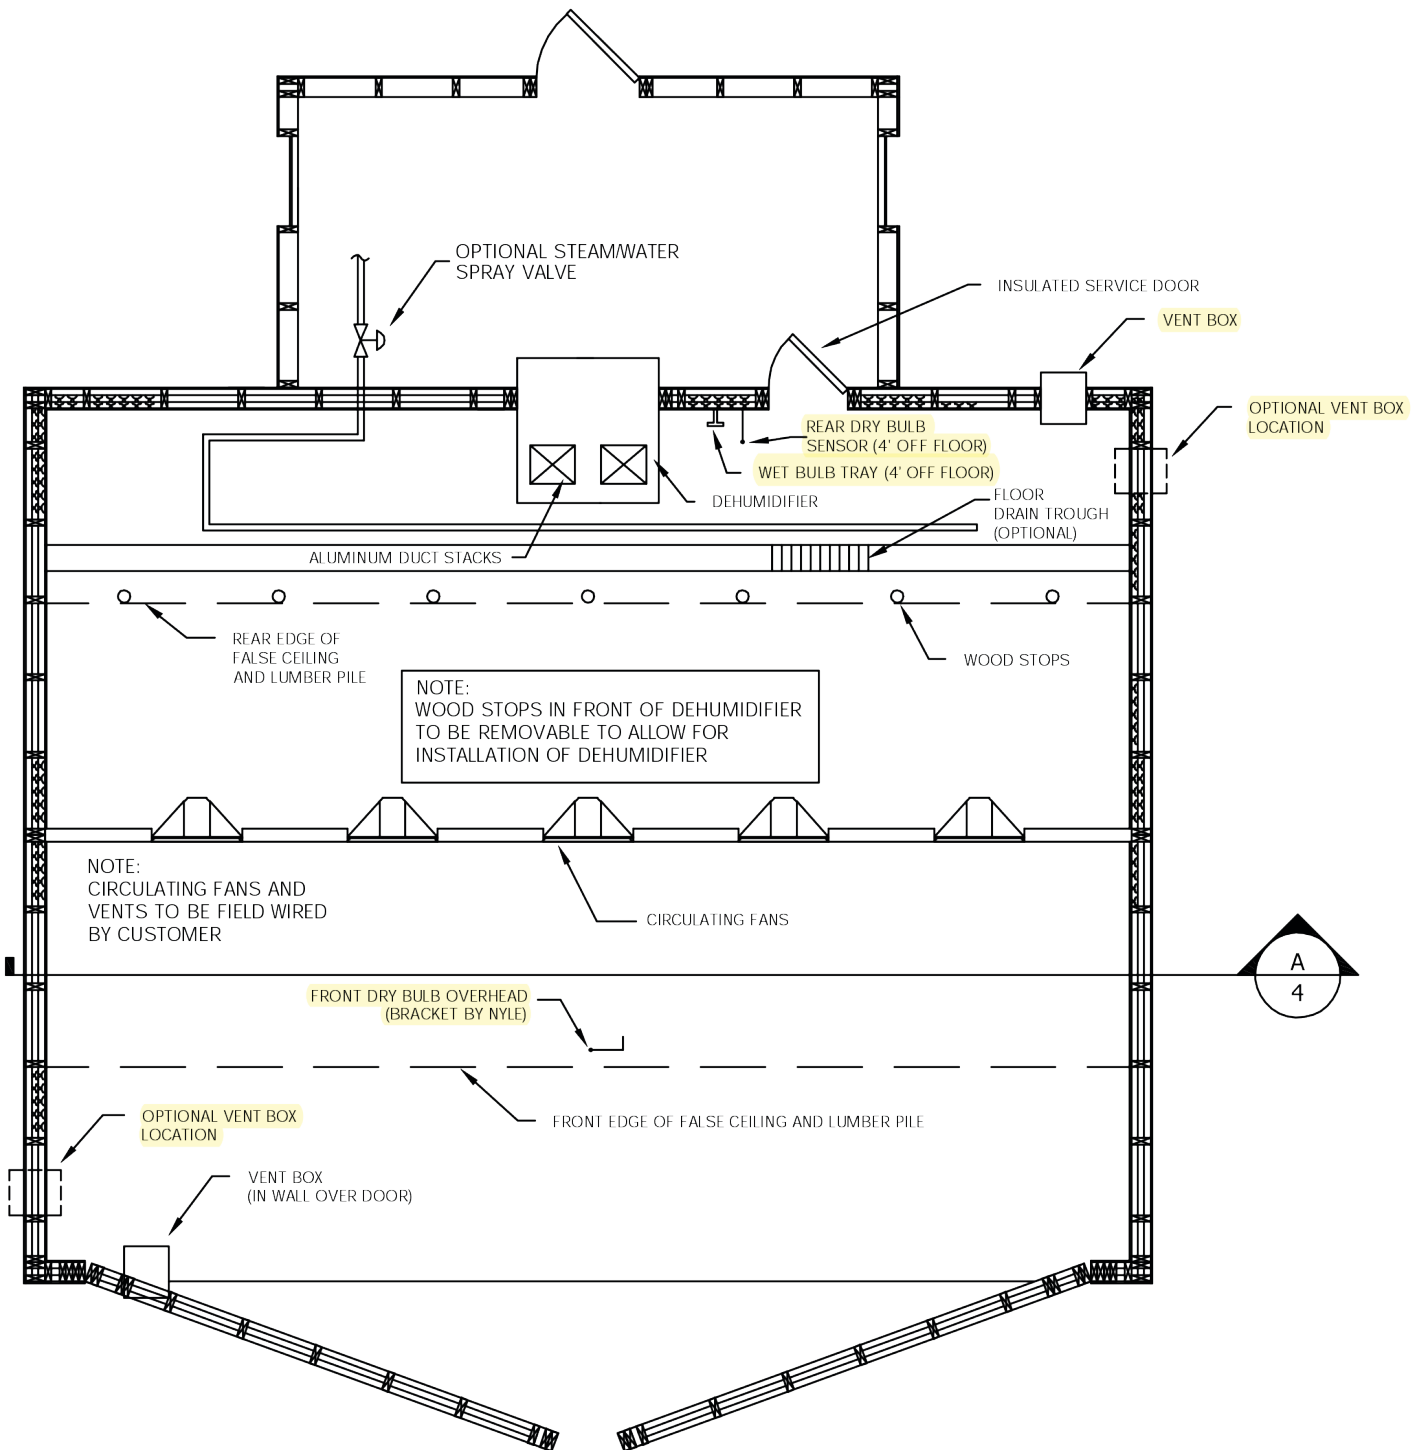 OPTIONAL STEAM/WATER
SPRAY VALVE
INSULATED SERVICE DOOR
VENT BOX
OPTIONAL VENT BOX
LOCATION
REAR DRY BULB
SENSOR (4' OFF FLOOR)
WET BULB TRAY (4' OFF FLOOR)
DEHUMIDIFIER
FLOOR
DRAIN TROUGH
(OPTIONAL)
ALUMINUM DUCT STACKS
REAR EDGE OF
FALSE CEILING
AND LUMBER PILE
WOOD STOPS
NOTE:
WOOD STOPS IN FRONT OF DEHUMIDIFIER
TO BE REMOVABLE TO ALLOW FOR
INSTALLATION OF DEHUMIDIFIER
NOTE:
CIRCULATING FANS AND
VENTS TO BE FIELD WIRED
BY CUSTOMER
CIRCULATING FANS
A
4
FRONT DRY BULB OVERHEAD
(BRACKET BY NYLE)
FRONT EDGE OF FALSE CEILING AND LUMBER PILE
OPTIONAL VENT BOX
LOCATION
VENT BOX
(IN WALL OVER DOOR)